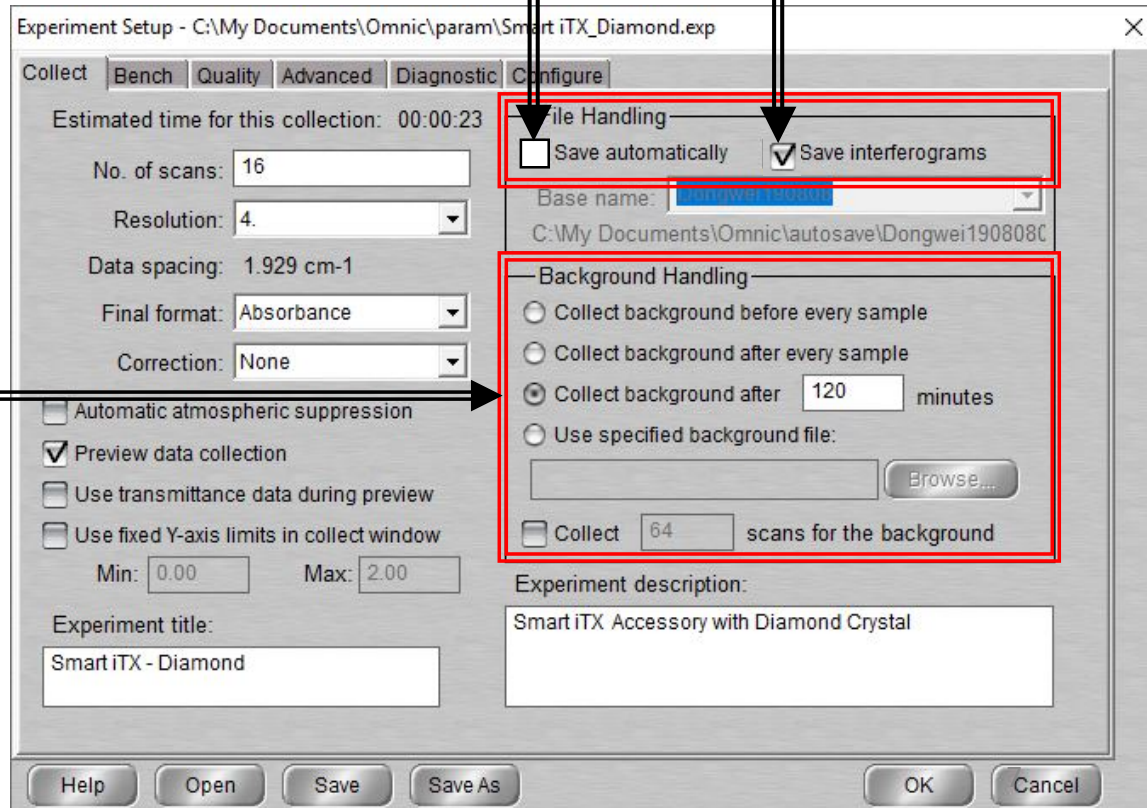 Experiment Setup - C:\My Documents\Omnic\param\Smart iTX_Diamond.exp
Collect Bench Quality Advanced Diagnostic Configure
Estimated time for this collection: 00:00:23
No. of scans: 16
Resolution: 4.
Data spacing: 1.929 cm-1
Final format: Absorbance
Correction: None
Automatic atmospheric suppression
Preview data collection
Use transmittance data during preview
Use fixed Y-axis limits in collect window
Min: 0.00 Max: 2.00
Experiment title:
Smart iTX - Diamond
File Handling
Save automatically Save interferograms
Base name: Dongwei190808
C:\My Documents\Omnic\autosave\Dongwei1908080
Background Handling
Collect background before every sample
Collect background after every sample
Collect background after 120 minutes
Use specified background file:
Browse...
Collect 64 scans for the background
Experiment description:
Smart iTX Accessory with Diamond Crystal
Help Open Save Save As OK Cancel